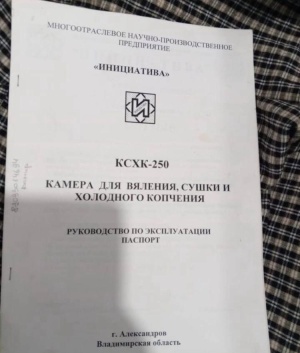 МНОГООТРАСЛЕВОЕ НАУЧНО-ПРОИЗВОДСТВЕННОЕ
ПРЕДПРИЯТИЕ
«ИНИЦИАТИВА»
КСХК-250
КАМЕРА ДЛЯ ВЯЛЕНИЯ, СУШКИ И
ХОЛОДНОГО КОПЧЕНИЯ
РУКОВОДСТВО ПО ЭКСПЛУАТАЦИИ
ПАСПОРТ
г. Александров
Владимирская область